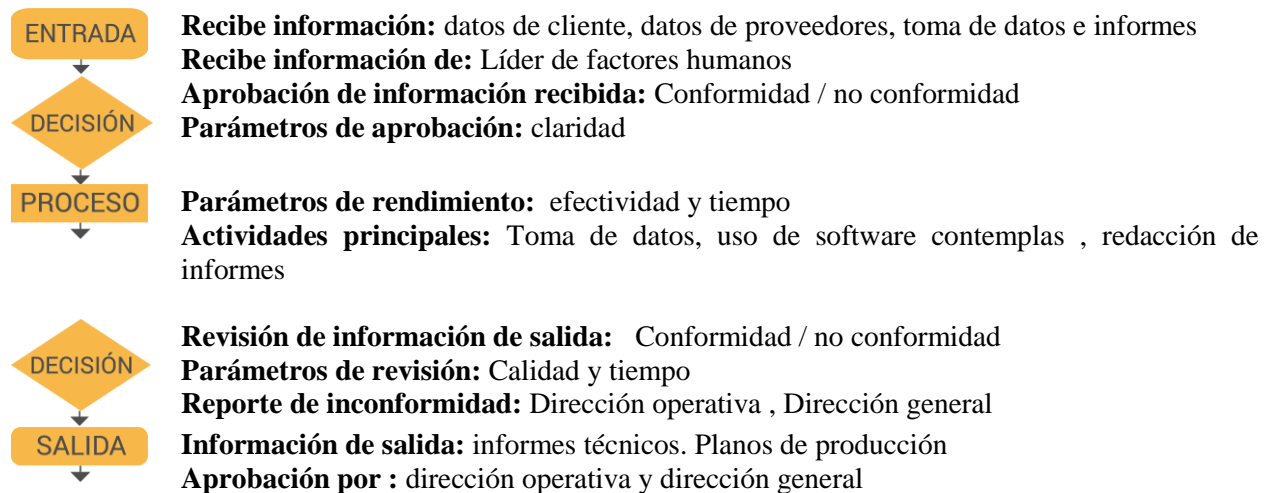 ENTRADA
Recibe información: datos de cliente, datos de proveedores, toma de datos e informes
Recibe información de: Líder de factores humanos
DECISIÓN
Aprobación de información recibida: Conformidad / no conformidad
Parámetros de aprobación: claridad
PROCESO
Parámetros de rendimiento: efectividad y tiempo
Actividades principales: Toma de datos, uso de software contemplas , redacción de
informes
DECISIÓN
Revisión de información de salida: Conformidad / no conformidad
Parámetros de revisión: Calidad y tiempo
Reporte de inconformidad: Dirección operativa , Dirección general
SALIDA
Información de salida: informes técnicos. Planos de producción
Aprobación por : dirección operativa y dirección general